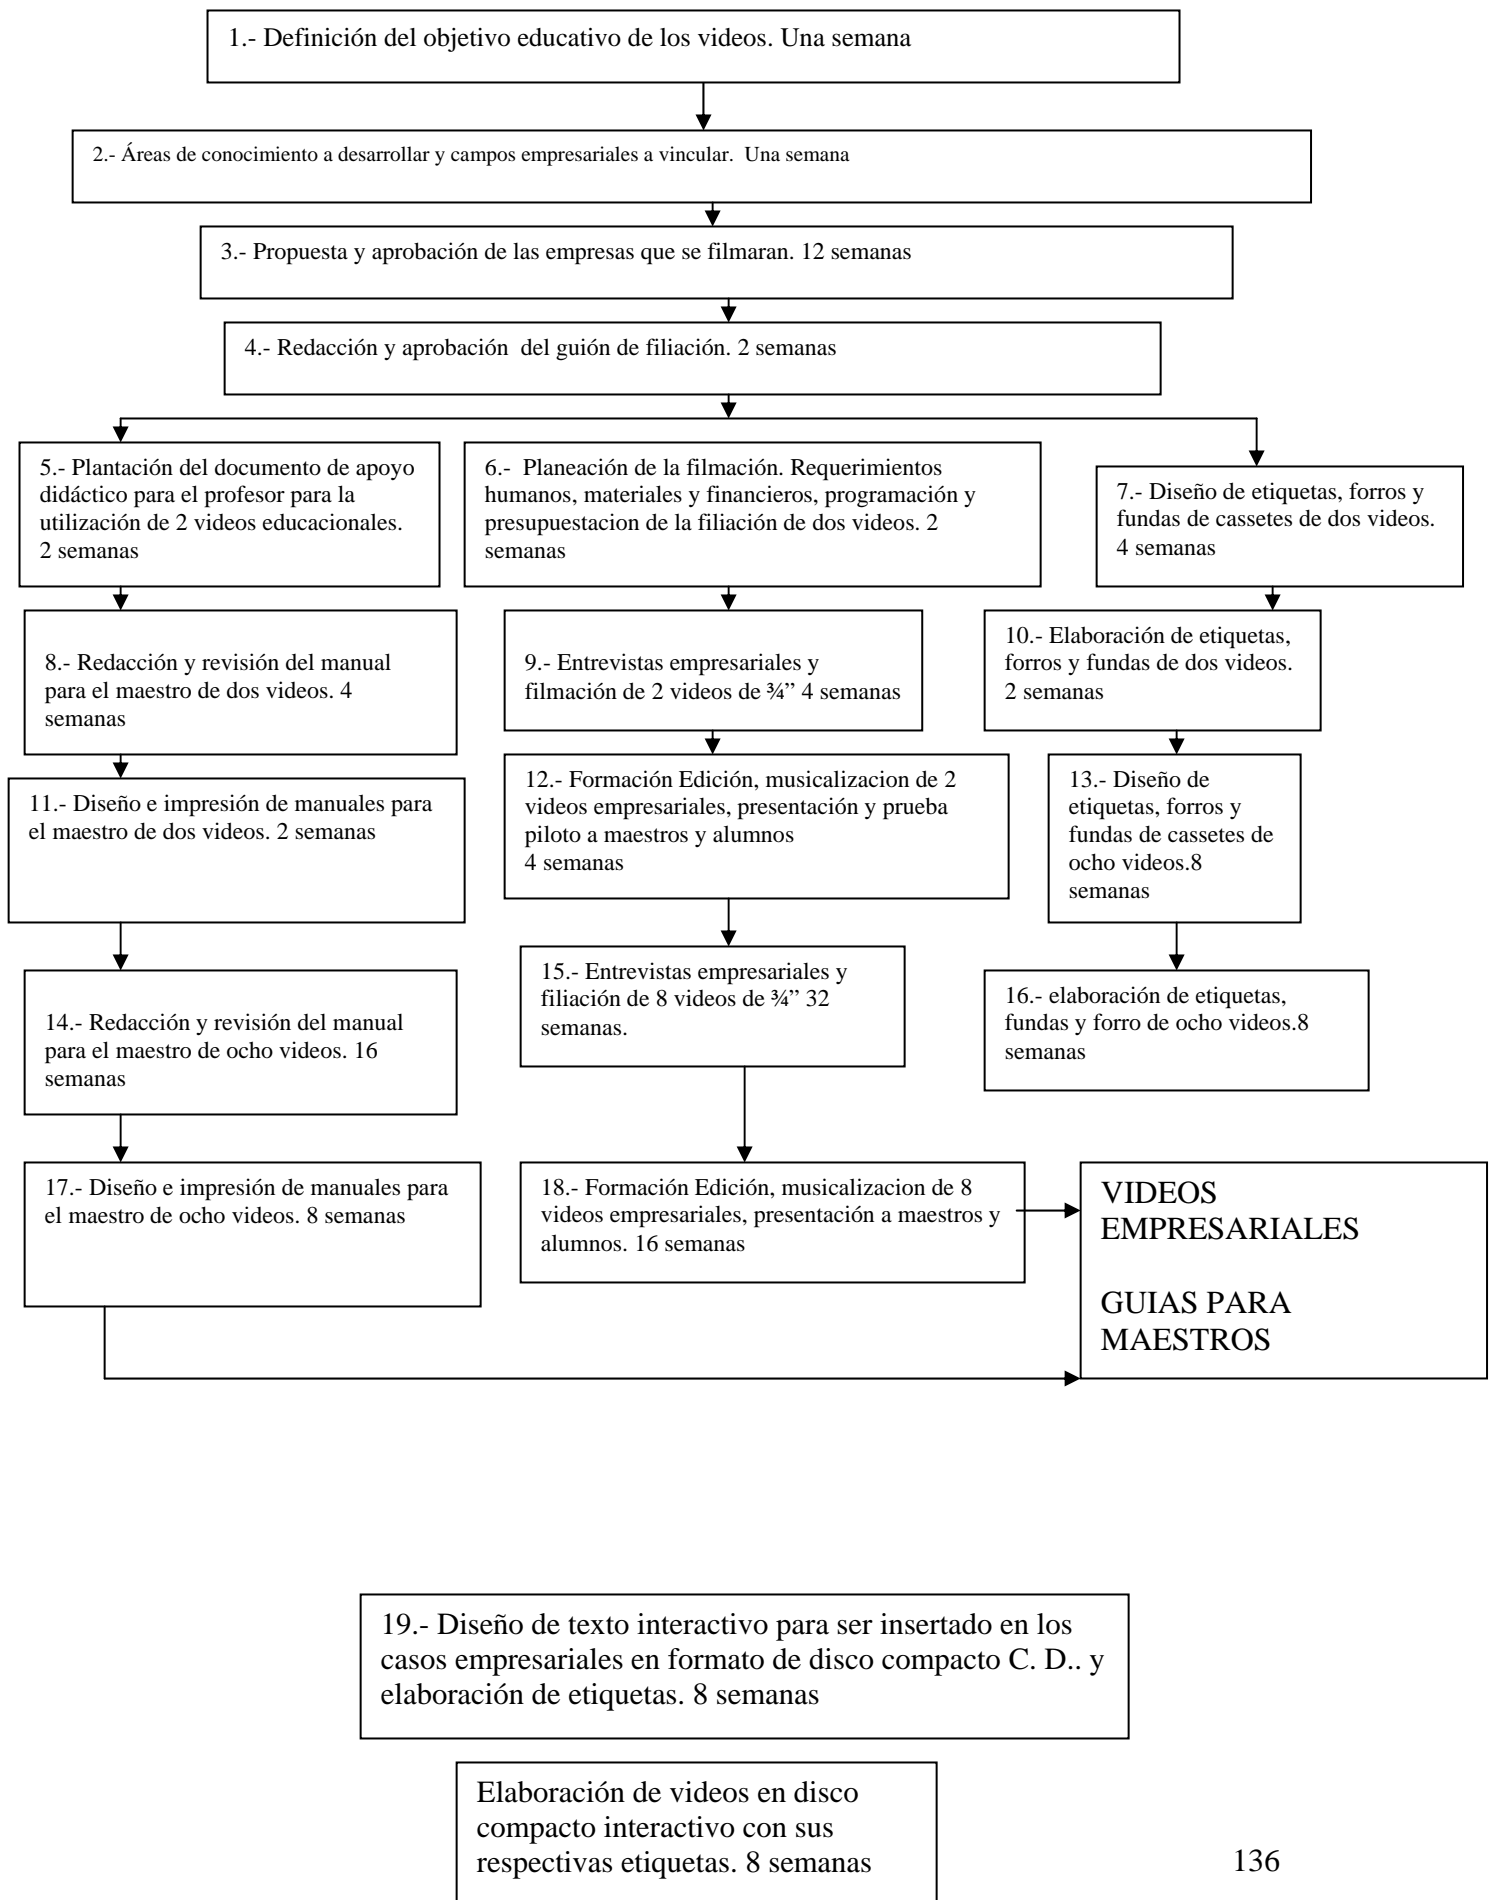 1.- Definición del objetivo educativo de los videos. Una semana
2.- Áreas de conocimiento a desarrollar y campos empresariales a vincular.  Una semana
3.- Propuesta y aprobación de las empresas que se filmaran. 12 semanas
4.- Redacción y aprobación  del guión de filiación. 2 semanas
5.- Plantación del documento de apoyo
didáctico para el profesor para la
utilización de 2 videos educacionales.
2 semanas
6.-  Planeación de la filmación. Requerimientos
humanos, materiales y financieros, programación y
presupuestacion de la filiación de dos videos. 2
semanas
7.- Diseño de etiquetas, forros y
fundas de cassetes de dos videos.
4 semanas
8.- Redacción y revisión del manual
para el maestro de dos videos. 4
semanas
9.- Entrevistas empresariales y
filmación de 2 videos de ¾” 4 semanas
10.- Elaboración de etiquetas,
forros y fundas de dos videos.
2 semanas
11.- Diseño e impresión de manuales para
el maestro de dos videos. 2 semanas
12.- Formación Edición, musicalizacion de 2
videos empresariales, presentación y prueba
piloto a maestros y alumnos
4 semanas
13.- Diseño de
etiquetas, forros y
fundas de cassetes de
ocho videos.8
semanas
14.- Redacción y revisión del manual
para el maestro de ocho videos. 16
semanas
15.- Entrevistas empresariales y
filiación de 8 videos de ¾” 32
semanas.
16.- elaboración de etiquetas,
fundas y forro de ocho videos.8
semanas
17.- Diseño e impresión de manuales para
el maestro de ocho videos. 8 semanas
18.- Formación Edición, musicalizacion de 8
videos empresariales, presentación a maestros y
alumnos. 16 semanas
VIDEOS
EMPRESARIALES
GUIAS PARA
MAESTROS
19.- Diseño de texto interactivo para ser insertado en los
casos empresariales en formato de disco compacto C. D.. y
elaboración de etiquetas. 8 semanas
Elaboración de videos en disco
compacto interactivo con sus
respectivas etiquetas. 8 semanas
136